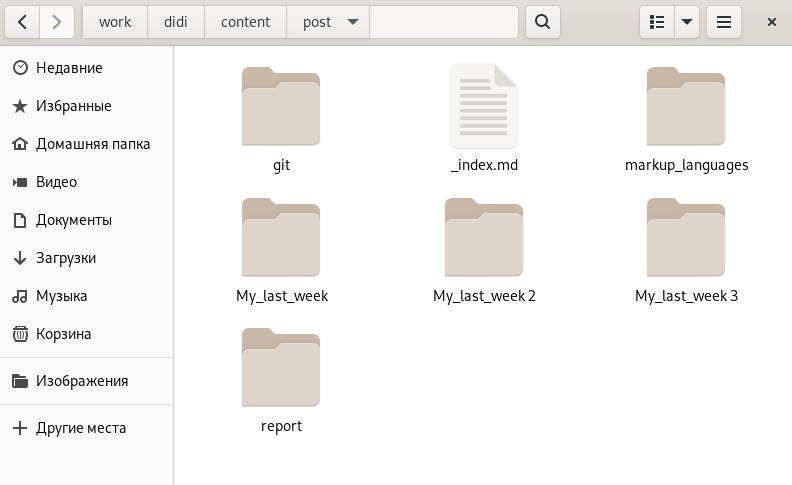 work
didi
content
post
Недавние
Избранные
Домашняя папка
Видео
Документы
Загрузки
Музыка
Корзина
Изображения
Другие места
git
_index.md
markup_languages
My_last_week
My_last_week 2
My_last_week 3
report